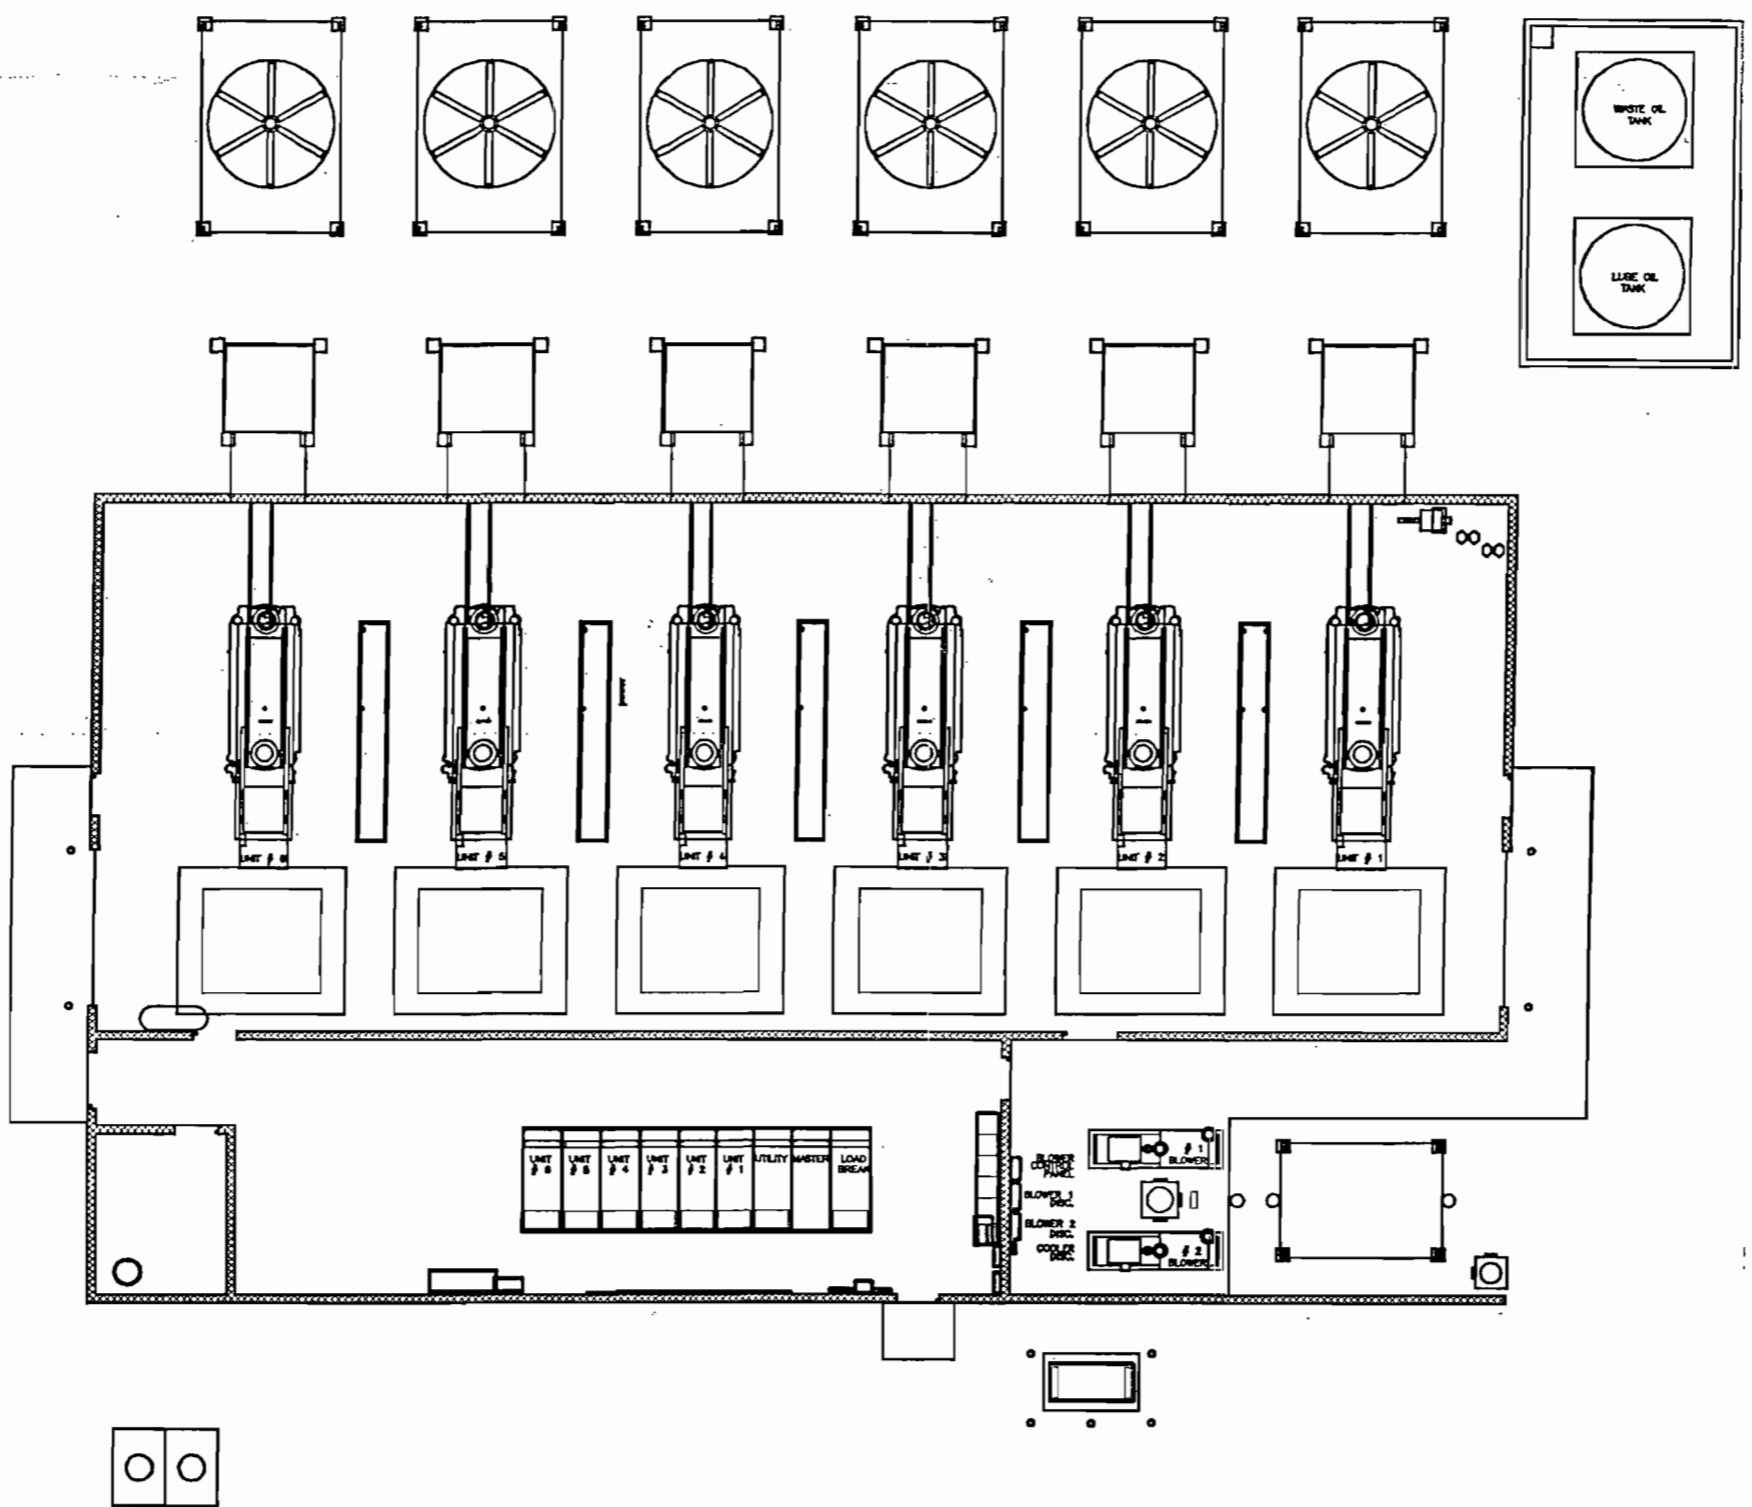 WASTE OIL
TANK
LUBE OIL
TANK
UNIT # 6
UNIT # 5
UNIT # 4
UNIT # 3
UNIT # 2
UNIT # 1
UNIT
# 6
UNIT
# 5
UNIT
# 4
UNIT
# 3
UNIT
# 2
UNIT
# 1
UTILITY
MASTER
LOAD
BREAK
BLOWER
CONTROL
PANEL
BLOWER 1
DISC.
BLOWER 2
DISC.
COOLER
DISC.
# 1
BLOWER
# 2
BLOWER